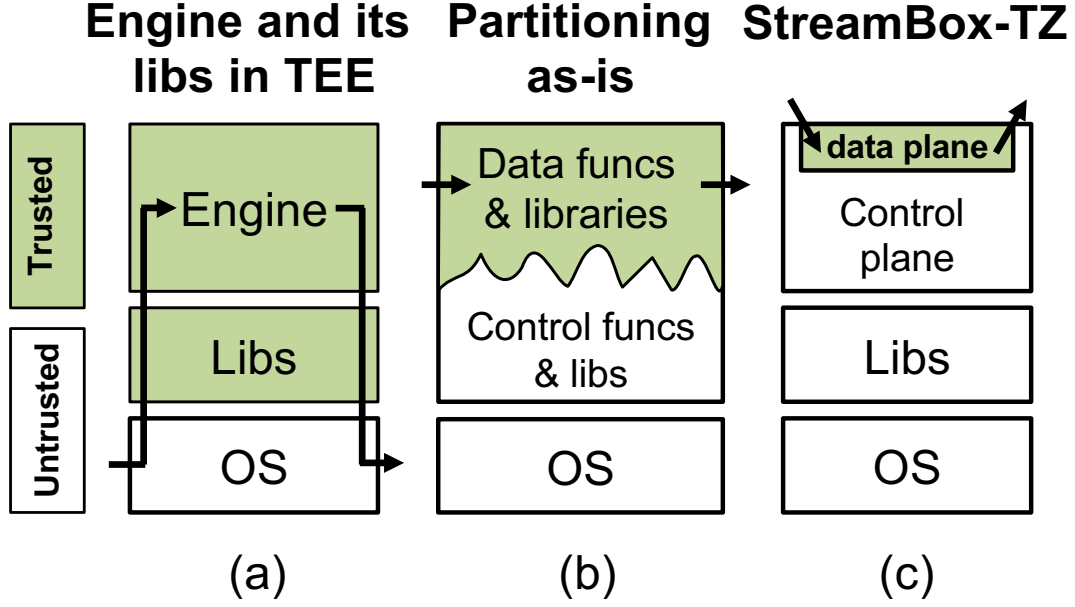 Engine and its
libs in TEE
Partitioning
as-is
StreamBox-TZ
Trusted
Untrusted
Engine
Libs
OS
Data funcs
& libraries
Control funcs
& libs
OS
data plane
Control
plane
Libs
OS
(a)
(b)
(c)